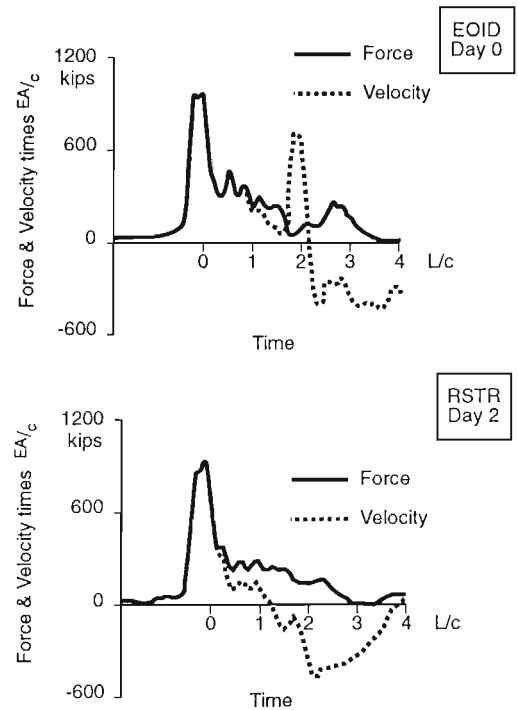 EOID
Day 0
1200
kips
600
0
-600
Force & Velocity times EA/c
Force
Velocity
0 1 2 3 4 L/c
Time
RSTR
Day 2
1200
kips
600
0
-600
Force & Velocity times EA/c
Force
Velocity
0 1 2 3 4 L/c
Time